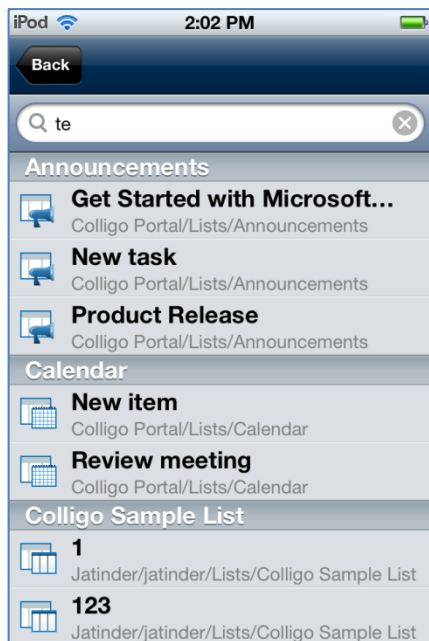 iPod 2:02 PM
Back
te
Announcements
Get Started with Microsoft...
Colligo Portal/Lists/Announcements
New task
Colligo Portal/Lists/Announcements
Product Release
Colligo Portal/Lists/Announcements
Calendar
New item
Colligo Portal/Lists/Calendar
Review meeting
Colligo Portal/Lists/Calendar
Colligo Sample List
1
Jatinder/jatinder/Lists/Colligo Sample List
123
Jatinder/jatinder/Lists/Colligo Sample List